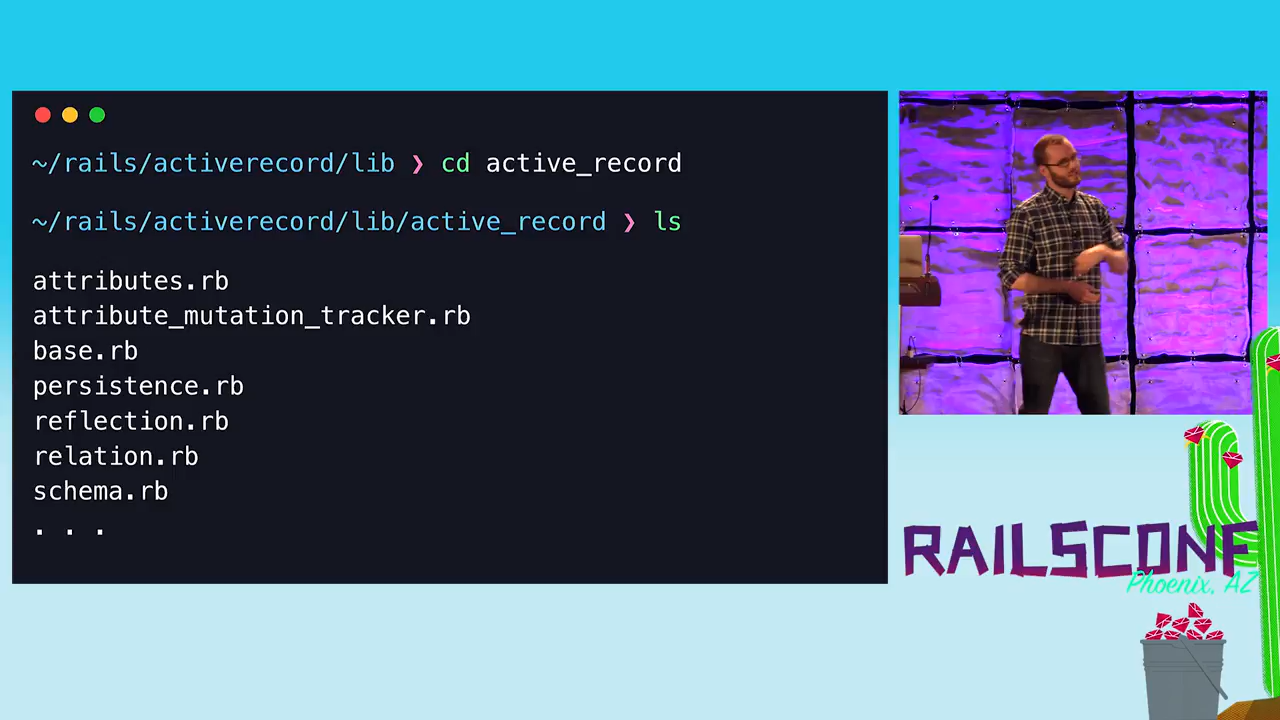 ~/rails/activerecord/lib ❯ cd active_record
~/rails/activerecord/lib/active_record ❯ ls
attributes.rb
attribute_mutation_tracker.rb
base.rb
persistence.rb
reflection.rb
relation.rb
schema.rb
. . .
RAILSCONF
Phoenix, AZ